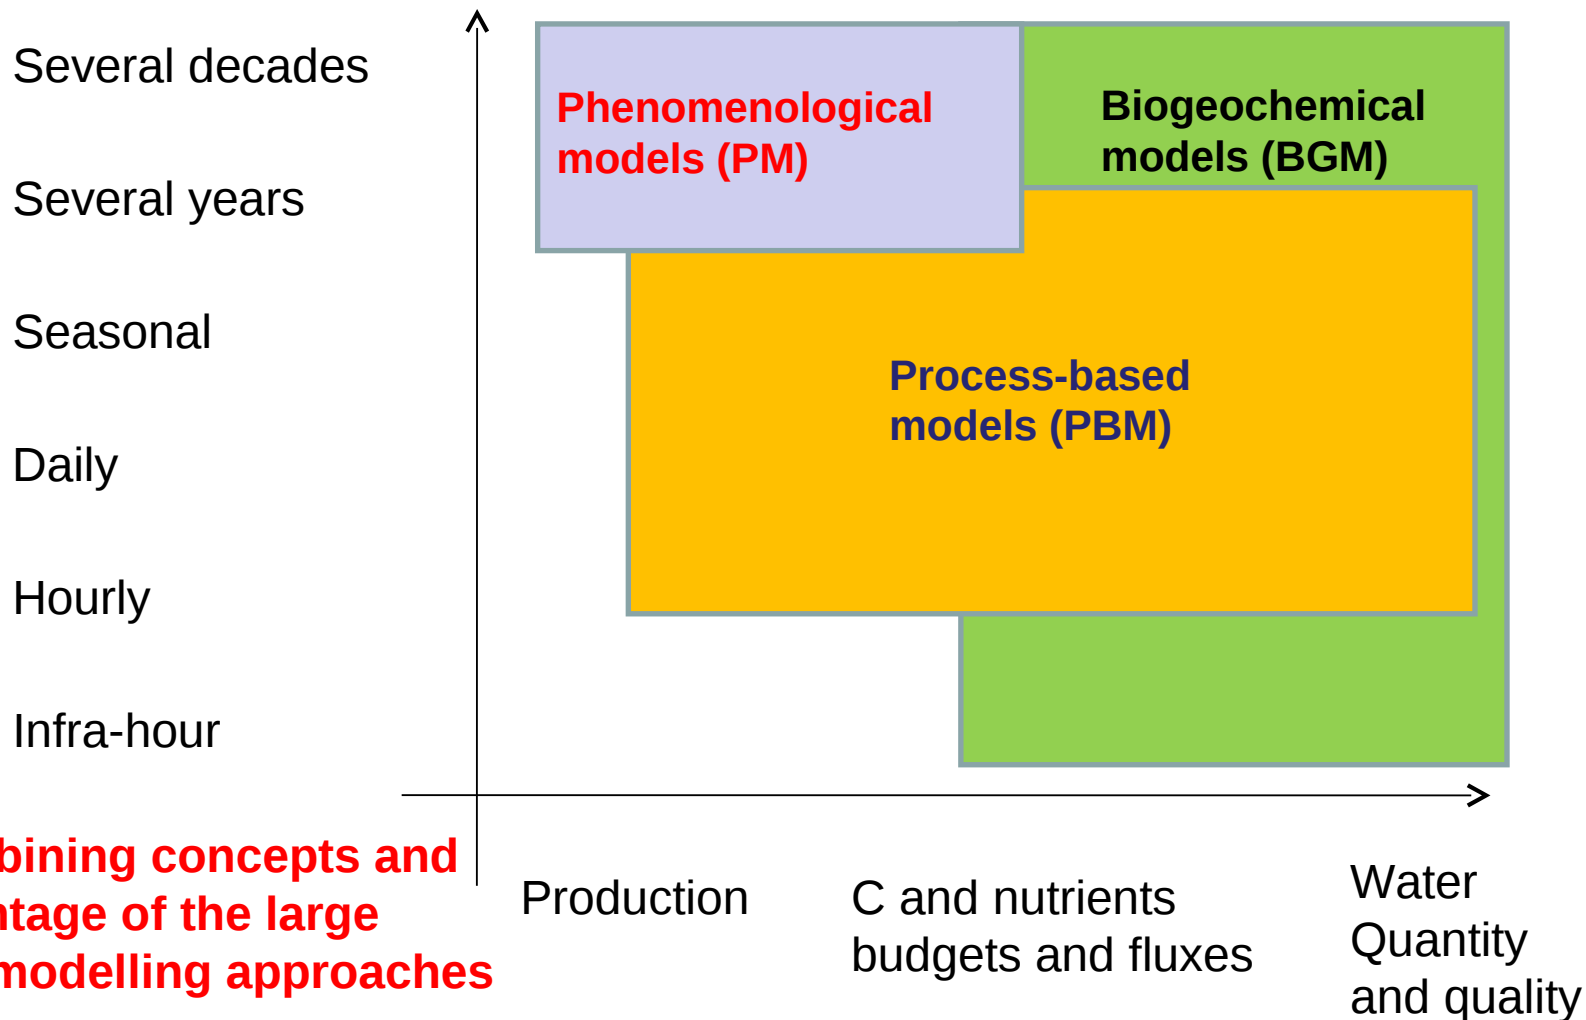 Several decades
Several years
Seasonal
Daily
Hourly
Infra-hour
Phenomenological
models (PM)
Biogeochemical
models (BGM)
Process-based
models (PBM)
bining concepts and
ntage of the large
modelling approaches
Production
C and nutrients
budgets and fluxes
Water
Quantity
and quality